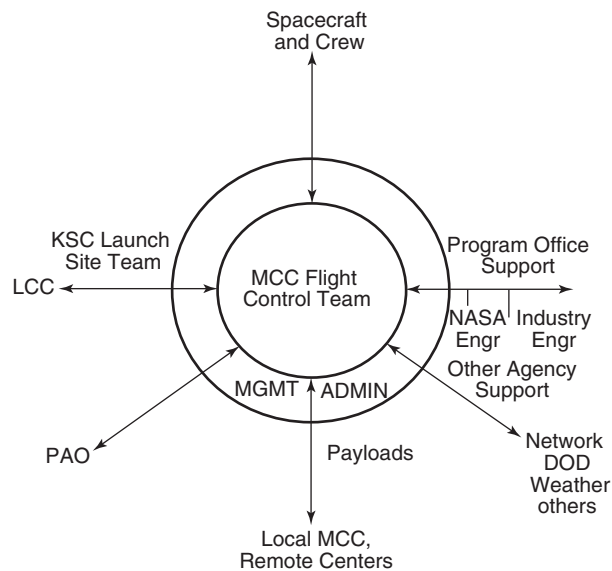 Spacecraft
and Crew
KSC Launch
Site Team
LCC
MCC Flight
Control Team
Program Office
Support
NASA
Engr
Industry
Engr
Other Agency
Support
MGMT
ADMIN
PAO
Payloads
Network
DOD
Weather
others
Local MCC,
Remote Centers